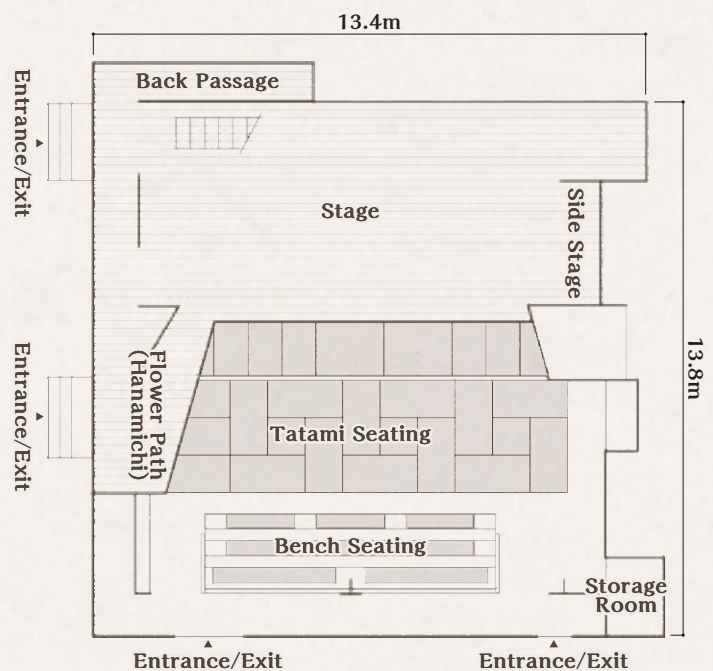 13.4m
Back Passage
Entrance/Exit
Stage
Side Stage
13.8m
Entrance/Exit
Flower Path
(Hanamichi)
Tatami Seating
Bench Seating
Storage
Room
Entrance/Exit
Entrance/Exit